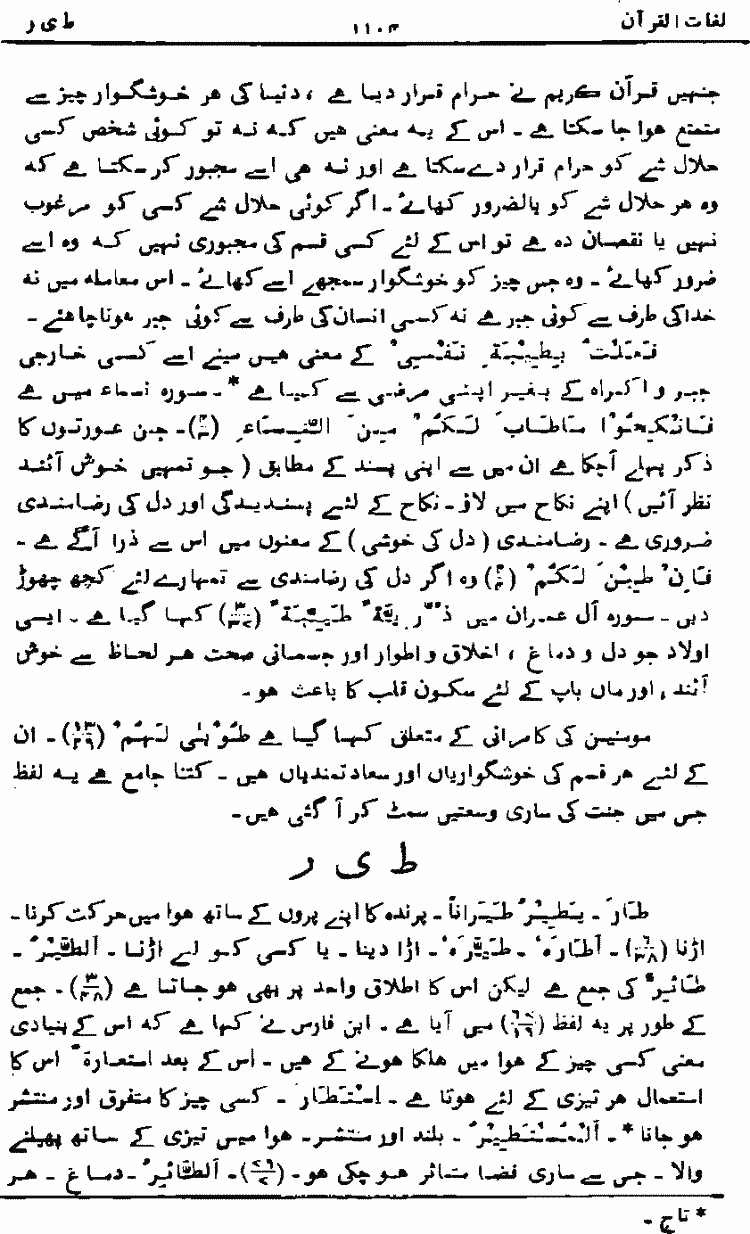 لغات القرآن ۱۱۰۳ ط ی ر
جنہیں قرآن کریم نے حرام قرار دیا ہے ، دنیا کی ہر خوشگوار چیز سے
متمتع ہوا جا سکتا ہے ۔ اس کے یہ معنی ہیں کہ نہ تو کوئی شخص کسی
حلال شے کو حرام قرار دے سکتا ہے اور نہ ہی اسے مجبور کر سکتا ہے کہ
وہ ہر حلال شے کو بالضرور کھائے ۔ اگر کوئی حلال شے کسی کو مرغوب
نہیں یا نقصان دہ ہے تو اس کے لئے کسی قسم کی مجبوری نہیں کہ وہ اسے
ضرور کھائے ۔ وہ جس چیز کو خوشگوار سمجھے اسے کھائے ۔ اس معاملہ میں نہ
خدا کی طرف سے کوئی جبر ہے نہ کسی انسان کی طرف سے کوئی جبر ہونا چاہئے ۔
فَعَلْتُ بِطِیْبَۃِ نَفْسِیْ کے معنی ہیں میں نے اسے کسی خارجی
جبر و اکراہ کے بغیر اپنی مرضی سے کیا ہے * ۔ سورہ نساء میں ہے
فَانْکِحُوْا مَاطَابَ لَکُمْ مِنَ النِّسَاءِ (۴/۳)۔ جن عورتوں کا
ذکر پہلے آچکا ہے ان میں سے اپنی پسند کے مطابق ( جو تمہیں خوش آئند
نظر آئیں ) اپنے نکاح میں لاؤ ۔ نکاح کے لئے پسندیدگی اور دل کی رضامندی
ضروری ہے ۔ رضامندی ( دل کی خوشی ) کے معنوں میں اس سے ذرا آگے ہے ۔
فَاِنْ طِبْنَ لَکُمْ (۴/۴) وہ اگر دل کی رضامندی سے تمہارے لئے کچھ چھوڑ
دیں ۔ سورہ آل عمران میں ذُرِّیَّۃً طَیِّبَۃً (۳/۳۷) کہا گیا ہے ۔ ایسی
اولاد جو دل و دماغ ، اخلاق و اطوار اور جسمانی صحت ہر لحاظ سے خوش
آئند ، اور ماں باپ کے لئے سکون قلب کا باعث ہو ۔
مومنین کی کامرانی کے متعلق کہا گیا ہے طُوْبٰی لَہُمْ (۱۳/۲۹) ۔ ان
کے لئے ہر قسم کی خوشگواریاں اور سعادتمندیاں ہیں ۔ کتنا جامع ہے یہ لفظ
جس میں جنت کی ساری وسعتیں سمٹ کر آ گئی ہیں ۔
ط ی ر
طَارَ ۔ یَطِیْرُ طَیَرَانًا ۔ پرندہ کا اپنے پروں کے ساتھ ہوا میں حرکت کرنا ۔
اڑنا (۶/۳۸) ۔ اَطَارَہٗ ۔ طَیَّرَہٗ ۔ اڑا دینا ۔ یا کسی کو لے اڑنا ۔ اَلطَّیْرُ ۔
طَائِرٌ کی جمع ہے لیکن اس کا اطلاق واحد پر بھی ہو جاتا ہے (۳/۴۸) ۔ جمع
کے طور پر یہ لفظ (۶۷/۱۹) میں آیا ہے ۔ ابن فارس نے کہا ہے کہ اس کے بنیادی
معنی کسی چیز کے ہوا میں ہلکا ہونے کے ہیں ۔ اس کے بعد استعارۃً اس کا
استعمال ہر تیزی کے لئے ہوتا ہے ۔ اِسْتَطَارَ ۔ کسی چیز کا متفرق اور منتشر
ہو جانا * ۔ اَلْمُسْتَطِیْرُ ۔ بلند اور منتشر ۔ ہوا میں تیزی کے ساتھ پھیلنے
والا ۔ جس سے ساری فضا متاثر ہو چکی ہو ۔ (۷۶/۷)۔ اَلطَّائِرُ ۔ دماغ ۔ ہر
* تاج ۔